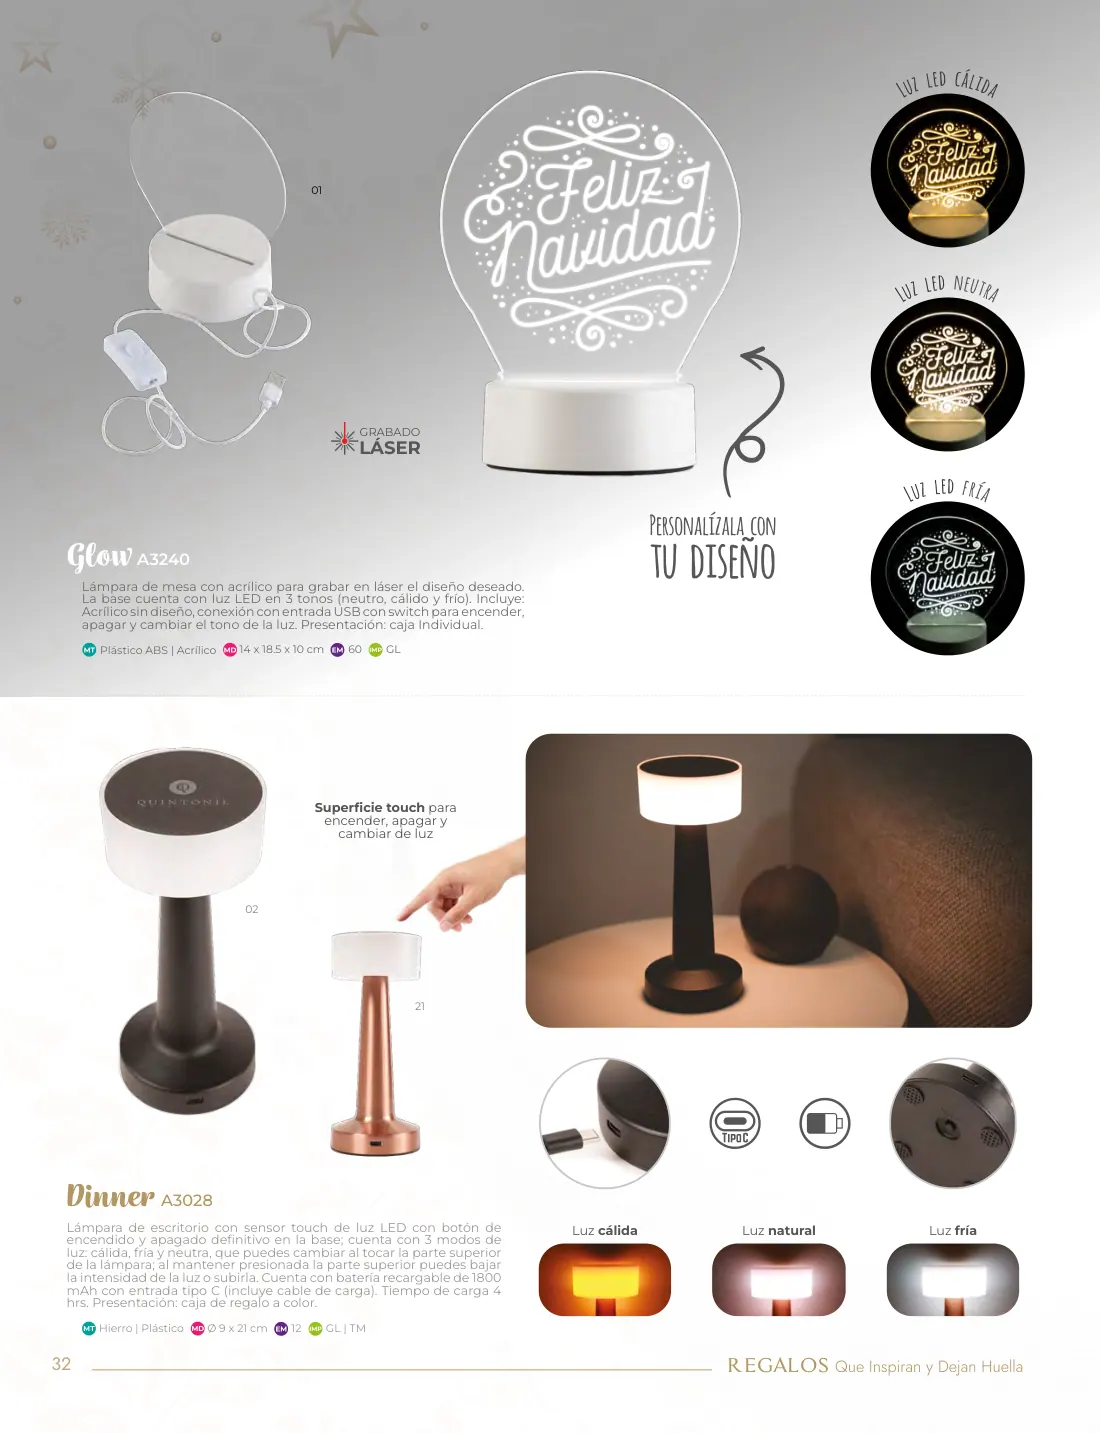 LUZ LED CÁLIDA
01
Feliz
Navidad
Feliz
Navidad
LUZ LED NEUTRA
Feliz
Navidad
GRABADO
LÁSER
LUZ LED FRÍA
PERSONALÍZALA CON
TU DISEÑO
Feliz
Navidad
Glow A3240
Lámpara de mesa con acrílico para grabar en láser el diseño deseado.
La base cuenta con luz LED en 3 tonos (neutro, cálido y frío). Incluye:
Acrílico sin diseño, conexión con entrada USB con switch para encender,
apagar y cambiar el tono de la luz. Presentación: caja Individual.
MT Plástico ABS | Acrílico MD 14 x 18.5 x 10 cm EM 60 IMP GL
QUINTONIL
Superficie touch para
encender, apagar y
cambiar de luz
02
21
TIPO C
Dinner A3028
Lámpara de escritorio con sensor touch de luz LED con botón de
encendido y apagado definitivo en la base; cuenta con 3 modos de
luz: cálida, fría y neutra, que puedes cambiar al tocar la parte superior
de la lámpara; al mantener presionada la parte superior puedes bajar
la intensidad de la luz o subirla. Cuenta con batería recargable de 1800
mAh con entrada tipo C (incluye cable de carga). Tiempo de carga 4
hrs. Presentación: caja de regalo a color.
MT Hierro | Plástico MD Ø 9 x 21 cm EM 12 IMP GL | TM
Luz cálida
Luz natural
Luz fría
32
REGALOS Que Inspiran y Dejan Huella